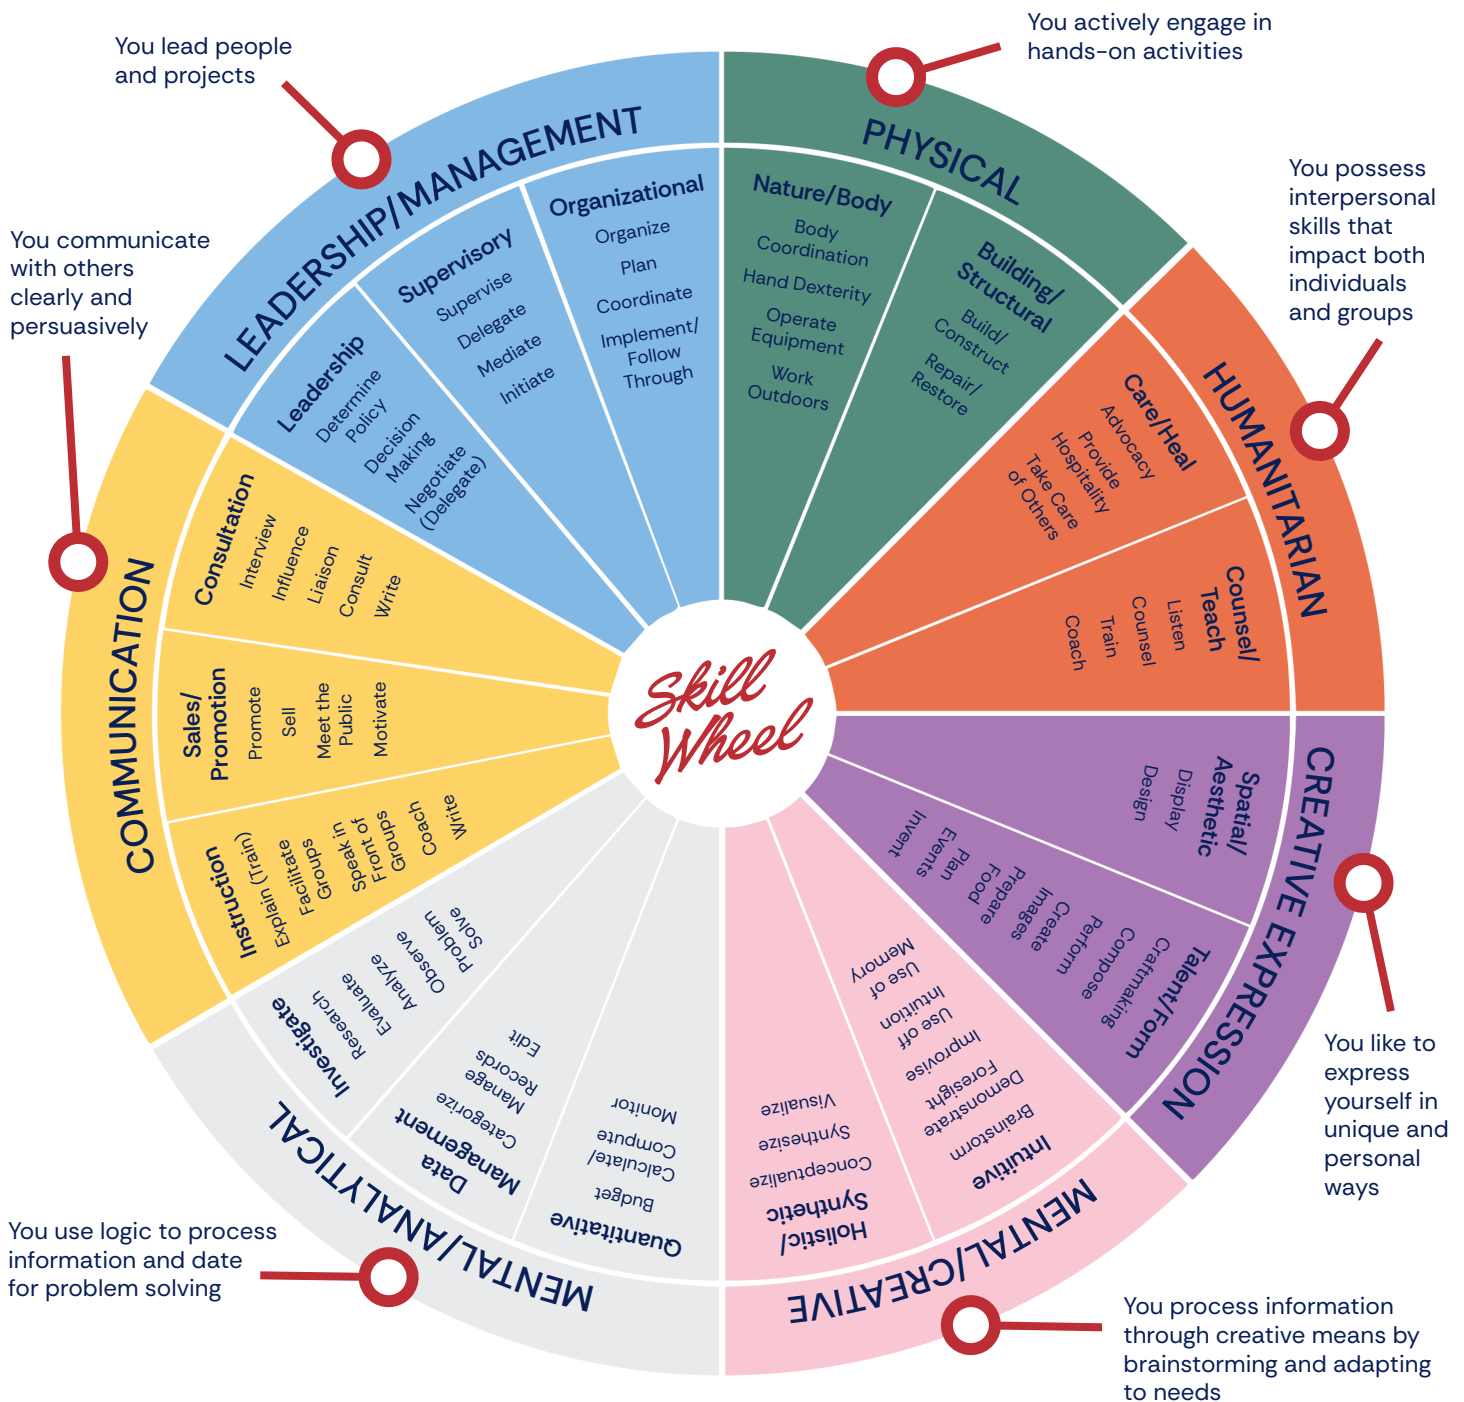 You lead people
and projects
You actively engage in
hands-on activities
You possess
interpersonal
skills that
impact both
individuals
and groups
You communicate
with others
clearly and
persuasively
LEADERSHIP/MANAGEMENT
Leadership
Determine
Policy
Decision
Making
Negotiate
(Delegate)
Supervisory
Supervise
Delegate
Mediate
Initiate
Organizational
Organize
Plan
Coordinate
Implement/
Follow
Through
PHYSICAL
Nature/Body
Body
Coordination
Hand Dexterity
Operate
Equipment
Work
Outdoors
Building/
Structural
Build/
Construct
Repair/
Restore
HUMANITARIAN
Care/Heal
Advocacy
Provide
Hospitality
Take Care
of Others
Counsel/
Teach
Listen
Counsel
Train
Coach
CREATIVE EXPRESSION
Spatial/
Aesthetic
Display
Design
Talent/Form
Craftmaking
Compose
Perform
Create
Images
Prepare
Food
Plan
Events
Invent
MENTAL/CREATIVE
Intuitive
Brainstorm
Demonstrate
Foresight
Improvise
Use off
Intuition
Use of
Memory
Holistic/
Synthetic
Conceptualize
Synthesize
Visualize
MENTAL/ANALYTICAL
Quantitative
Budget
Calculate/
Compute
Monitor
Data
Management
Categorize
Manage
Records
Edit
Investigate
Research
Evaluate
Analyze
Observe
Problem
Solve
COMMUNICATION
Instruction
Explain (Train)
Facilitate
Groups
Speak in
Front of
Groups
Coach
Write
Sales/
Promotion
Promote
Sell
Meet the
Public
Motivate
Consultation
Interview
Influence
Liaison
Consult
Write
Skill
Wheel
You like to
express
yourself in
unique and
personal
ways
You use logic to process
information and date
for problem solving
You process information
through creative means by
brainstorming and adapting
to needs